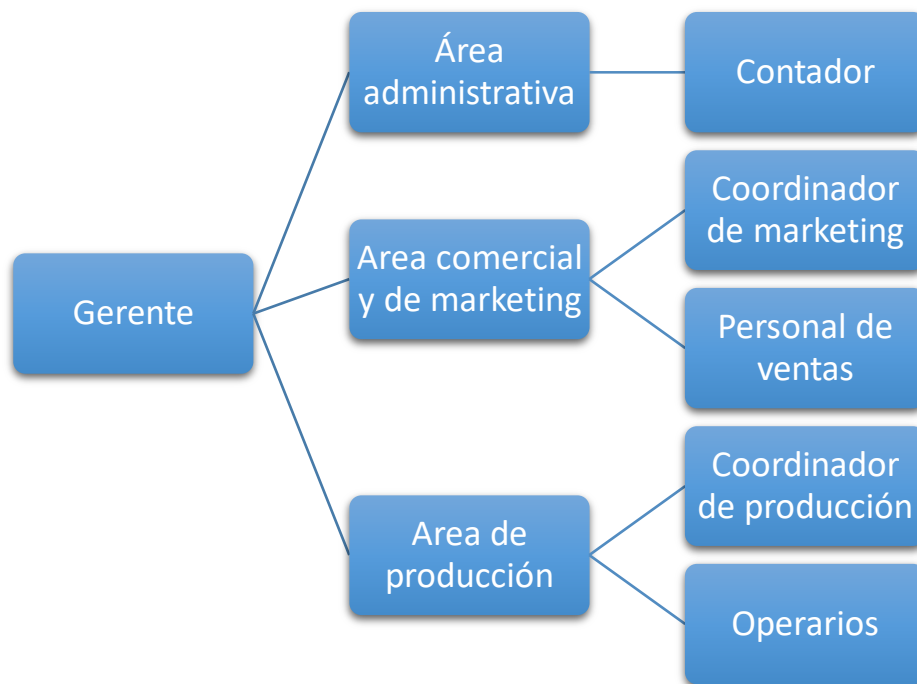 Gerente
Área
administrativa
Contador
Area comercial
y de marketing
Coordinador
de marketing
Personal de
ventas
Area de
producción
Coordinador
de producción
Operarios